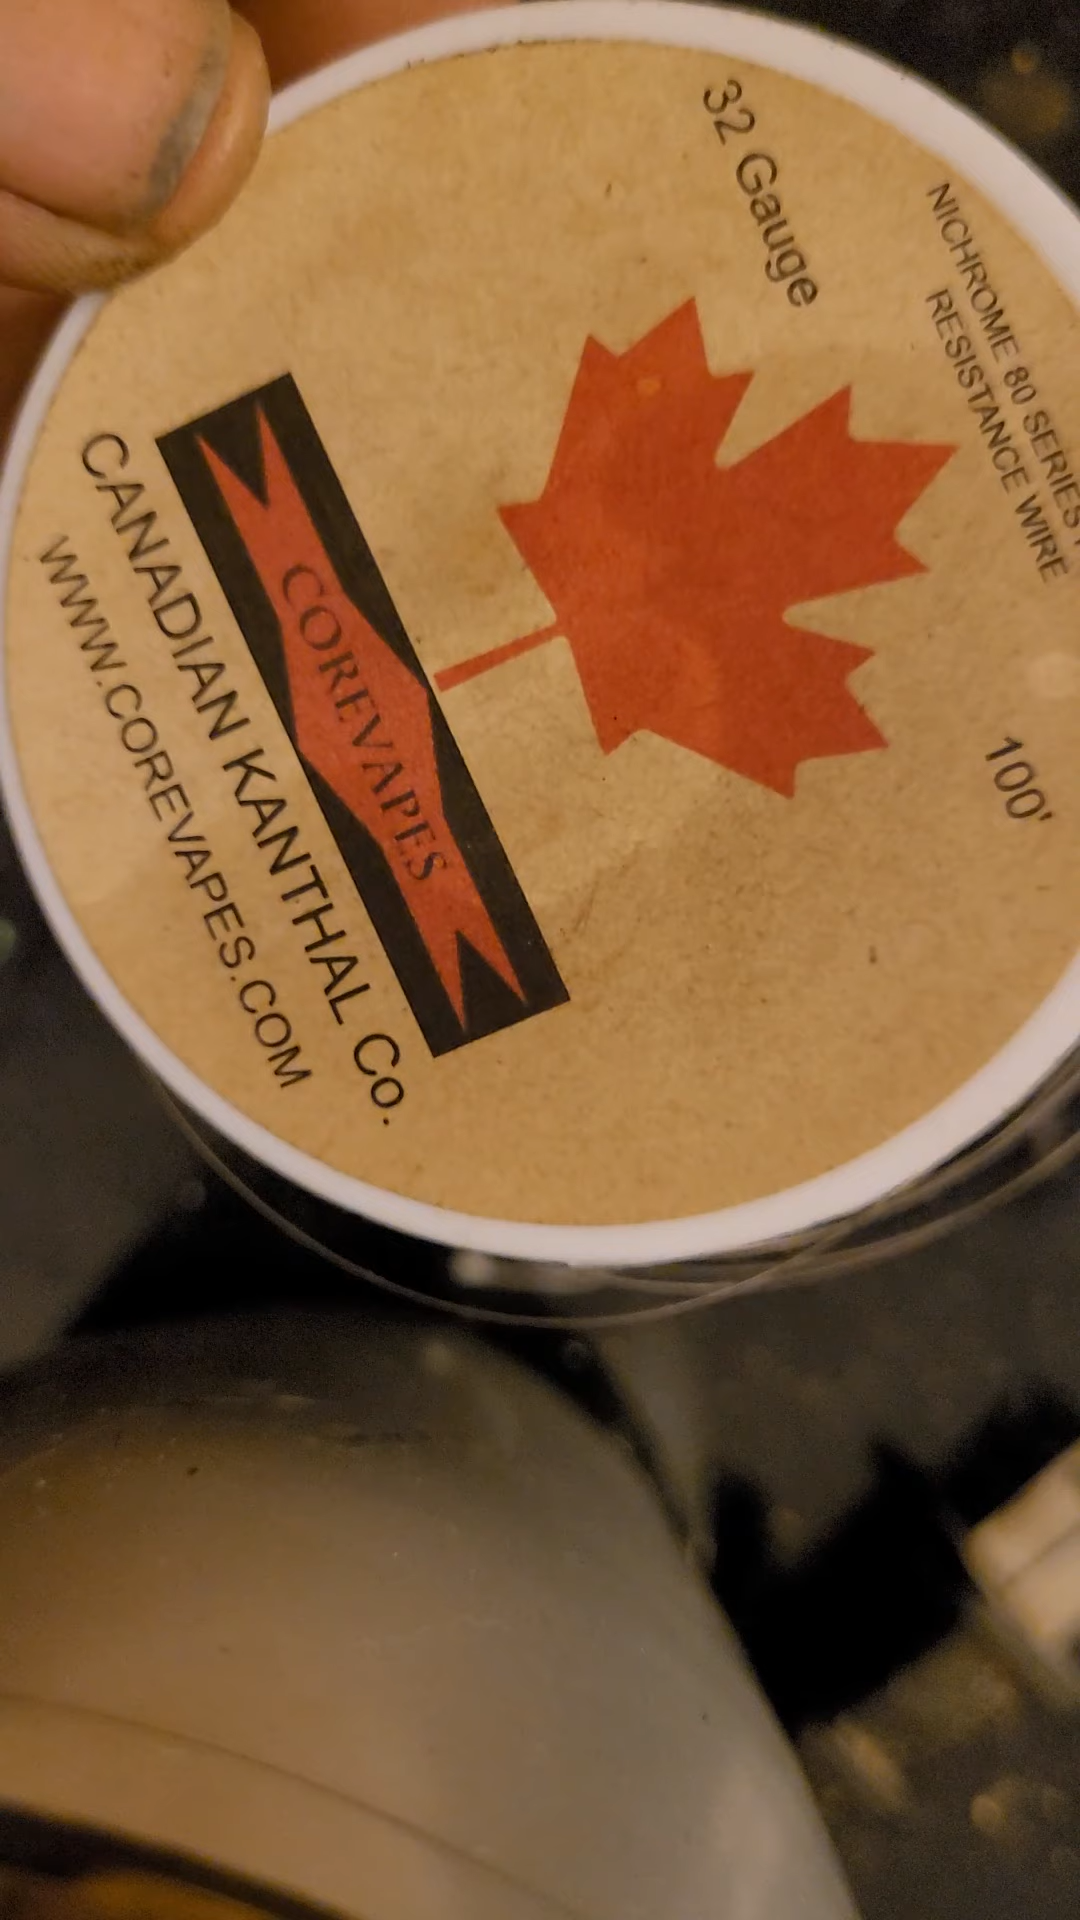 NICHROME 80 SERIES
RESISTANCE WIRE
32 Gauge
100'
COREVAPES
CANADIAN KANTHAL Co.
WWW.COREVAPES.COM